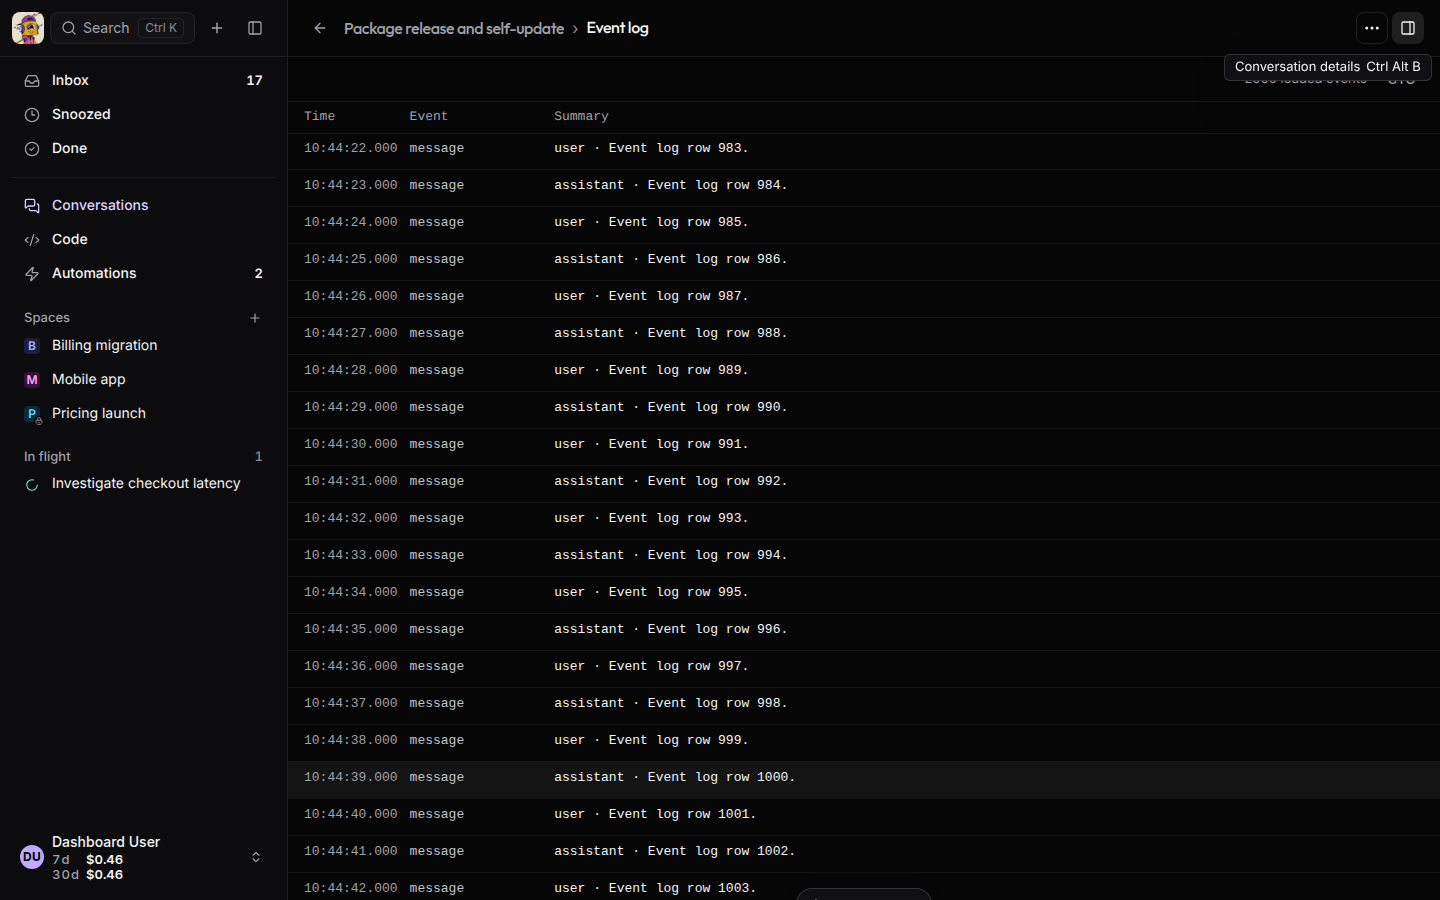 Search Ctrl K
Package release and self-update › Event log
Conversation details Ctrl Alt B
Inbox 17
Snoozed
Done
Conversations
Code
Automations 2
Spaces
B Billing migration
M Mobile app
P Pricing launch
In flight 1
Investigate checkout latency
DU Dashboard User
7d $0.46
30d $0.46
Time Event Summary
10:44:22.000 message user · Event log row 983.
10:44:23.000 message assistant · Event log row 984.
10:44:24.000 message user · Event log row 985.
10:44:25.000 message assistant · Event log row 986.
10:44:26.000 message user · Event log row 987.
10:44:27.000 message assistant · Event log row 988.
10:44:28.000 message user · Event log row 989.
10:44:29.000 message assistant · Event log row 990.
10:44:30.000 message user · Event log row 991.
10:44:31.000 message assistant · Event log row 992.
10:44:32.000 message user · Event log row 993.
10:44:33.000 message assistant · Event log row 994.
10:44:34.000 message user · Event log row 995.
10:44:35.000 message assistant · Event log row 996.
10:44:36.000 message user · Event log row 997.
10:44:37.000 message assistant · Event log row 998.
10:44:38.000 message user · Event log row 999.
10:44:39.000 message assistant · Event log row 1000.
10:44:40.000 message user · Event log row 1001.
10:44:41.000 message assistant · Event log row 1002.
10:44:42.000 message user · Event log row 1003.